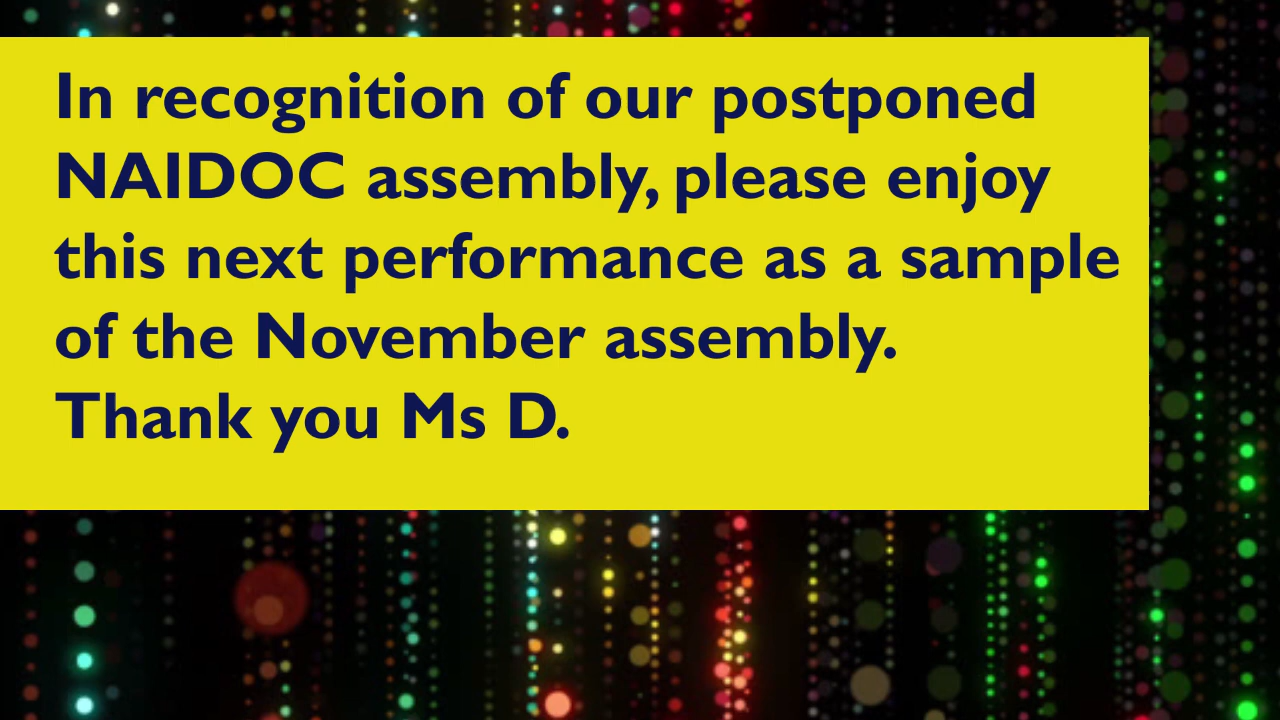 In recognition of our postponed
NAIDOC assembly, please enjoy
this next performance as a sample
of the November assembly.
Thank you Ms D.